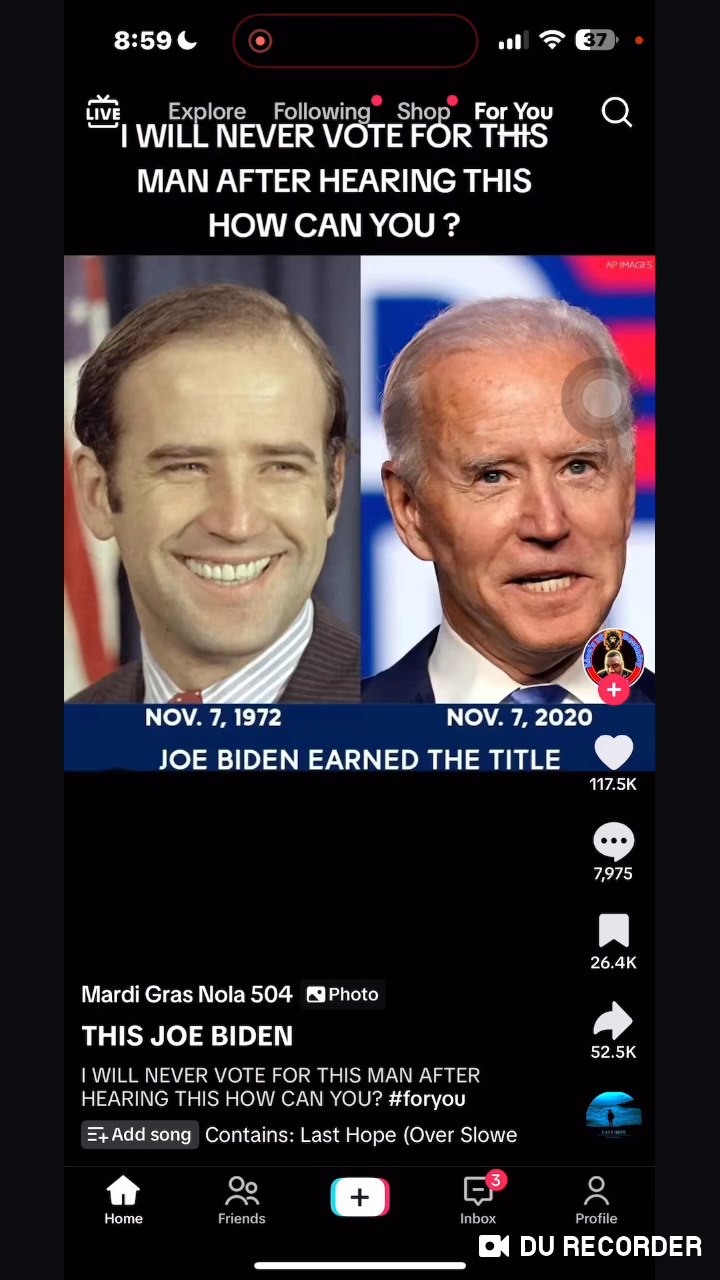 8:59
37
LIVE
Explore Following Shop For You
I WILL NEVER VOTE FOR THIS
MAN AFTER HEARING THIS
HOW CAN YOU ?
AP IMAGES
NOV. 7, 1972
NOV. 7, 2020
JOE BIDEN EARNED THE TITLE
117.5K
7,975
26.4K
52.5K
Mardi Gras Nola 504 Photo
THIS JOE BIDEN
I WILL NEVER VOTE FOR THIS MAN AFTER
HEARING THIS HOW CAN YOU? #foryou
Add song Contains: Last Hope (Over Slowe
LAST HOPE
Home
Friends
3
Inbox
Profile
DU RECORDER